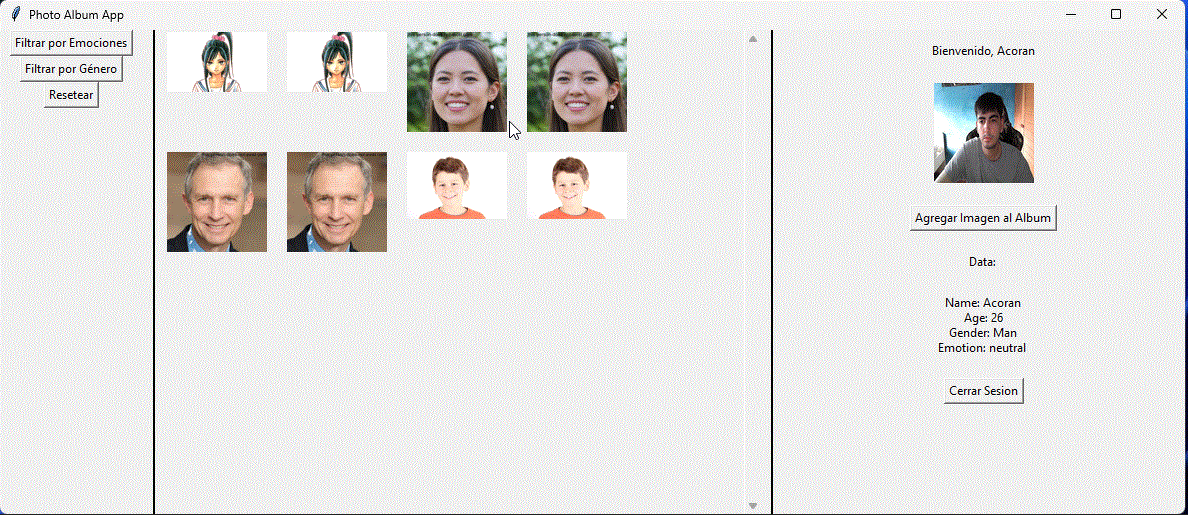 Photo Album App
Filtrar por Emociones
Filtrar por Género
Resetear
Bienvenido, Acoran
Agregar Imagen al Album
Data:
Name: Acoran
Age: 26
Gender: Man
Emotion: neutral
Cerrar Sesion